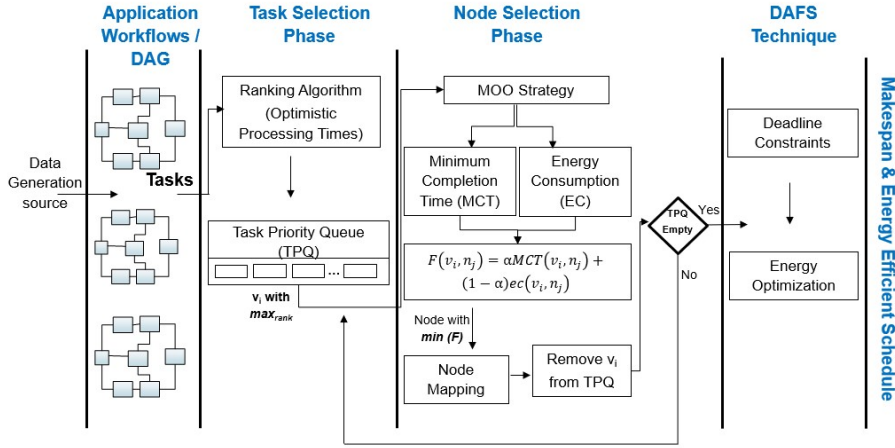 Application
Workflows /
DAG
Task Selection
Phase
Node Selection
Phase
DAFS
Technique
Data
Generation
source
Tasks
Ranking Algorithm
(Optimistic
Processing Times)
Task Priority Queue
(TPQ)
...
vᵢ with
max_rank
MOO Strategy
Minimum
Completion
Time (MCT)
Energy
Consumption
(EC)
F(vᵢ, nⱼ) = αMCT(vᵢ, nⱼ) +
(1 − α)ec(vᵢ, nⱼ)
Node with
min (F)
Node
Mapping
Remove vᵢ
from TPQ
TPQ
Empty
Yes
No
Deadline
Constraints
Energy
Optimization
Makespan & Energy Efficient Schedule